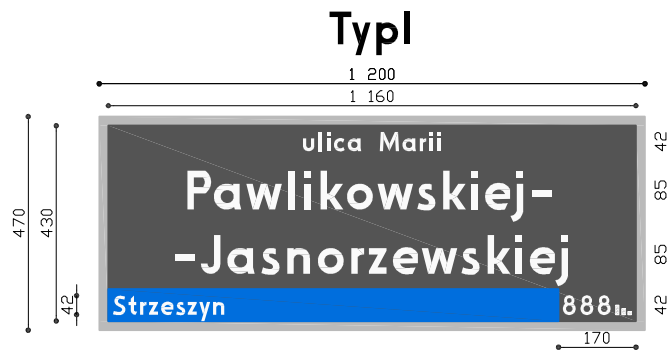 TypI
1 200
1 160
ulica Marii
Pawlikowskiej-
-Jasnorzewskiej
Strzeszyn
888
470
430
42
42
85
85
42
170